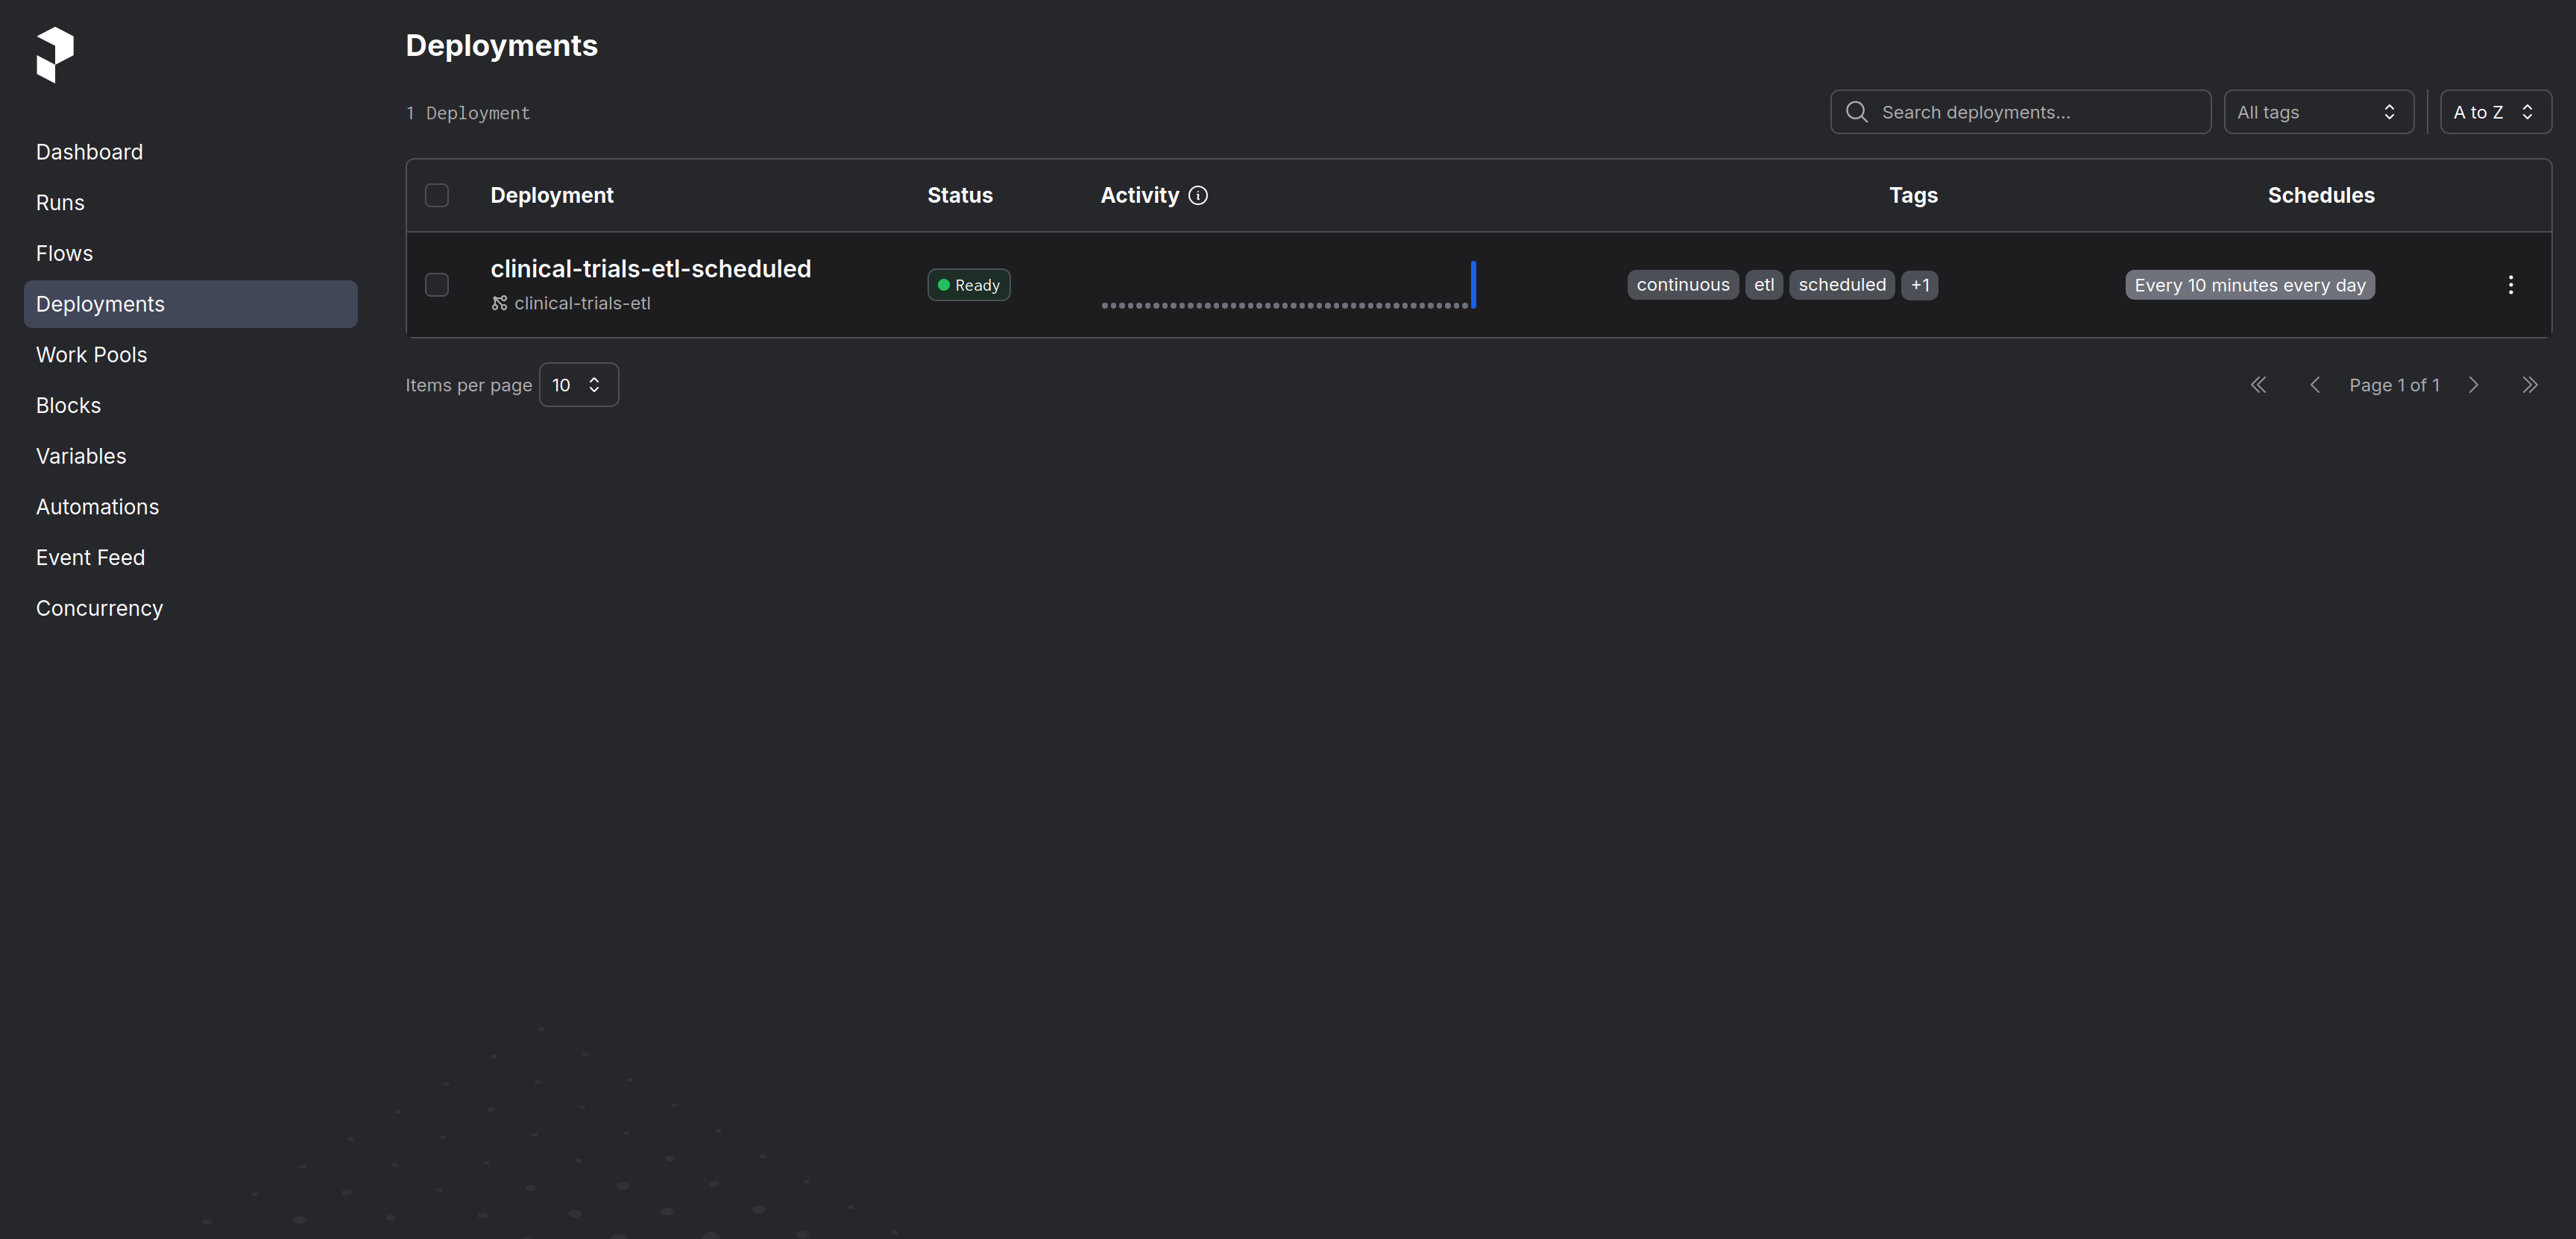 Deployments
1 Deployment
Search deployments...
All tags
A to Z
Dashboard
Runs
Flows
Deployments
Work Pools
Blocks
Variables
Automations
Event Feed
Concurrency
Deployment Status Activity Tags Schedules
clinical-trials-etl-scheduled
clinical-trials-etl
Ready
continuous etl scheduled +1
Every 10 minutes every day
Items per page 10
Page 1 of 1